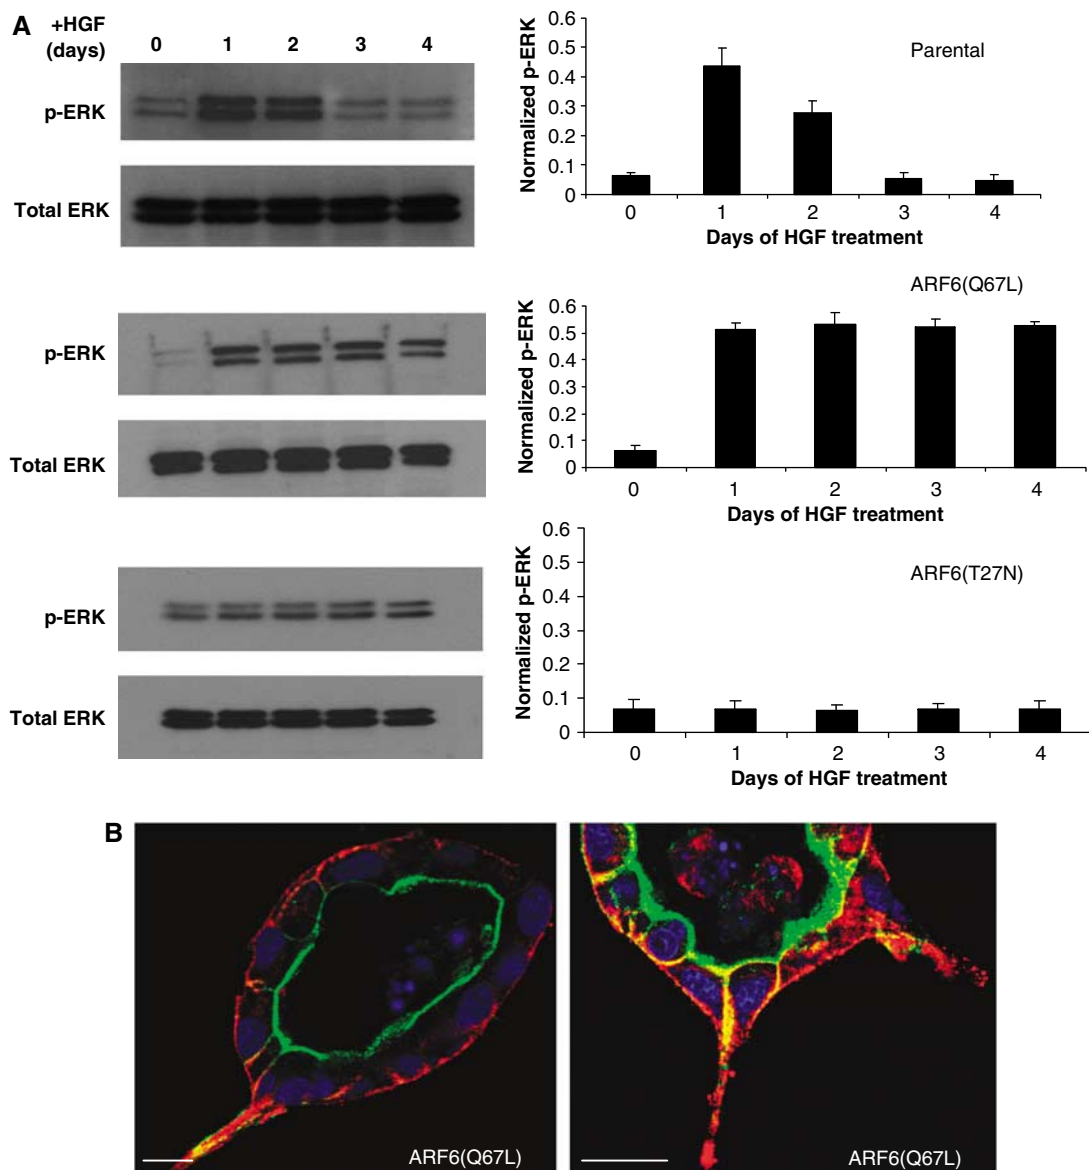 A
+HGF
(days)
0 1 2 3 4
p-ERK
Total ERK
Normalized p-ERK
0.6
0.5
0.4
0.3
0.2
0.1
0
Parental
0 1 2 3 4
Days of HGF treatment
p-ERK
Total ERK
Normalized p-ERK
0.6
0.5
0.4
0.3
0.2
0.1
0
ARF6(Q67L)
0 1 2 3 4
Days of HGF treatment
p-ERK
Total ERK
Normalized p-ERK
0.6
0.5
0.4
0.3
0.2
0.1
0
ARF6(T27N)
0 1 2 3 4
Days of HGF treatment
B
ARF6(Q67L)
ARF6(Q67L)